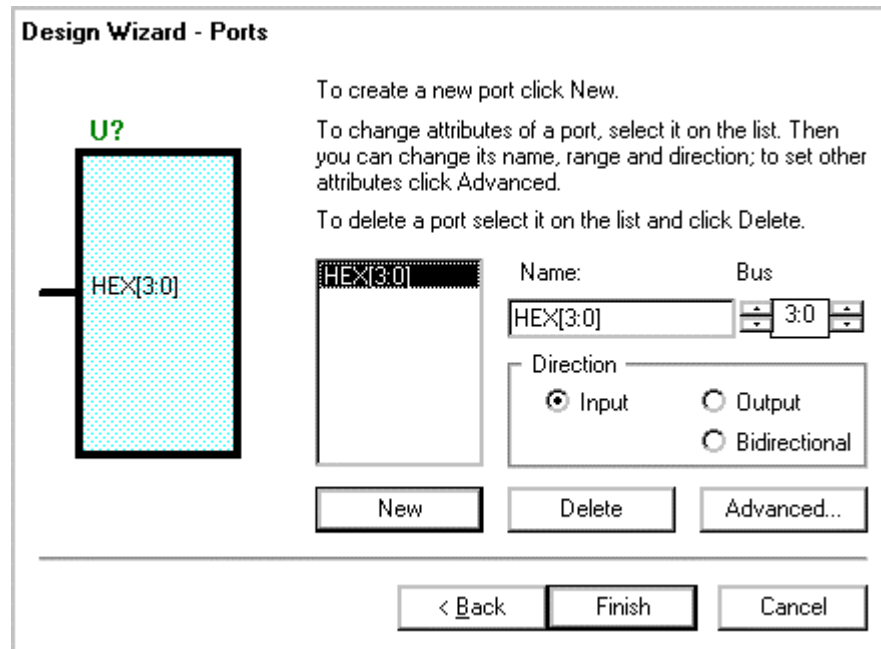 Design Wizard - Ports
To create a new port click New.
U?
To change attributes of a port, select it on the list. Then
you can change its name, range and direction; to set other
attributes click Advanced.
To delete a port select it on the list and click Delete.
HEX[3:0]
HEX[3:0]
Name:
Bus
HEX[3:0]
3:0
Direction
Input
Output
Bidirectional
New
Delete
Advanced...
< Back
Finish
Cancel